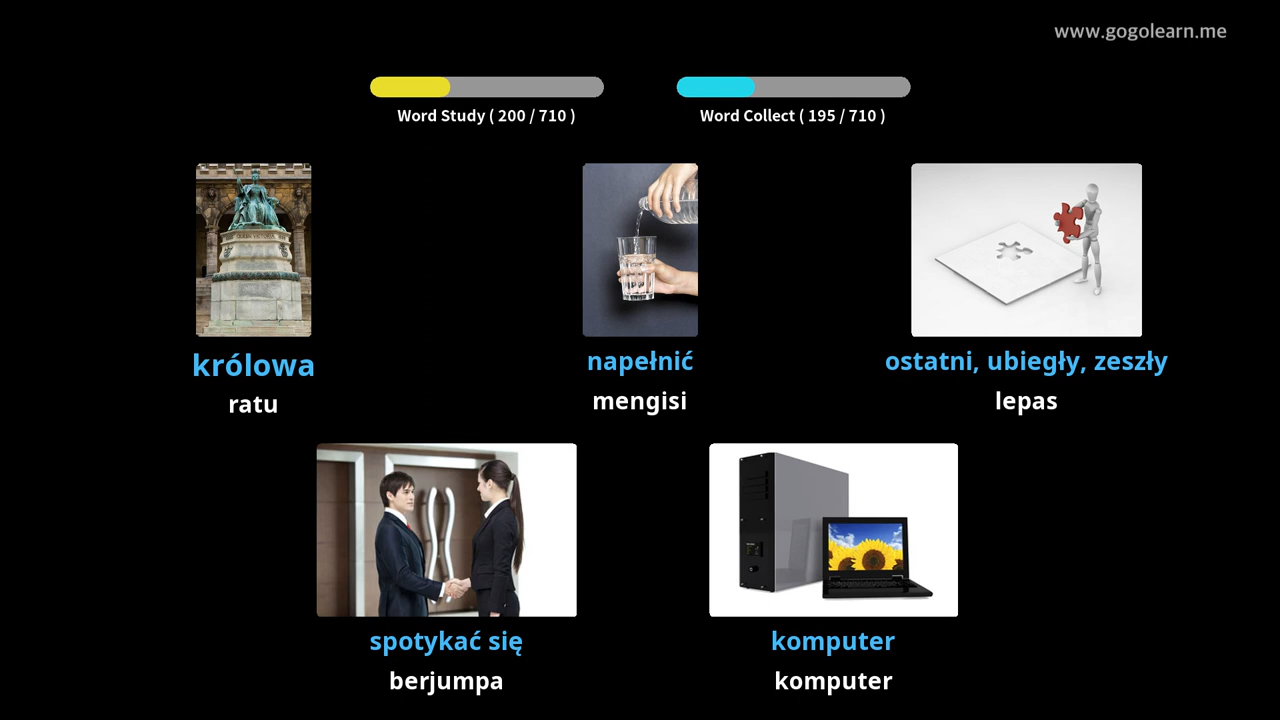 www.gogolearn.me
Word Study ( 200 / 710 )
Word Collect ( 195 / 710 )
królowa
ratu
napełnić
mengisi
ostatni, ubiegły, zeszły
lepas
spotykać się
berjumpa
komputer
komputer